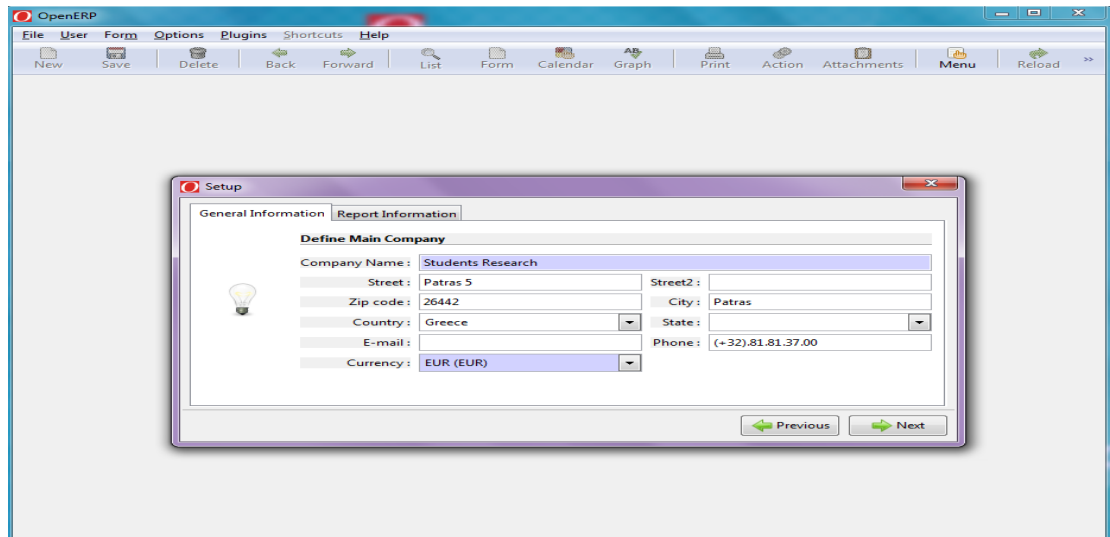 OpenERP
File User Form Options Plugins Shortcuts Help
New Save Delete Back Forward List Form Calendar Graph Print Action Attachments Menu Reload »
Setup
General Information Report Information
Define Main Company
Company Name : Students Research
Street : Patras 5 Street2 :
Zip code : 26442 City : Patras
Country : Greece State :
E-mail : Phone : (+32).81.81.37.00
Currency : EUR (EUR)
Previous Next